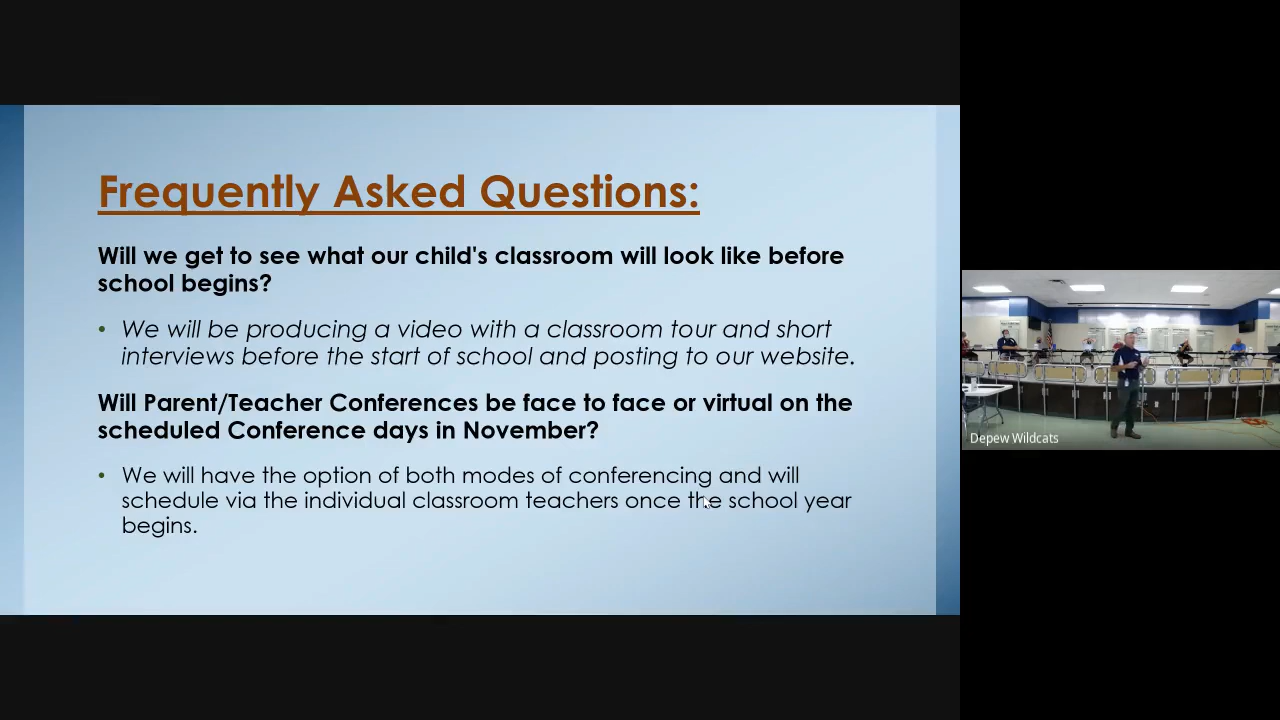 Frequently Asked Questions:
Will we get to see what our child's classroom will look like before
school begins?
• We will be producing a video with a classroom tour and short
interviews before the start of school and posting to our website.
Will Parent/Teacher Conferences be face to face or virtual on the
scheduled Conference days in November?
• We will have the option of both modes of conferencing and will
schedule via the individual classroom teachers once the school year
begins.
Depew Wildcats